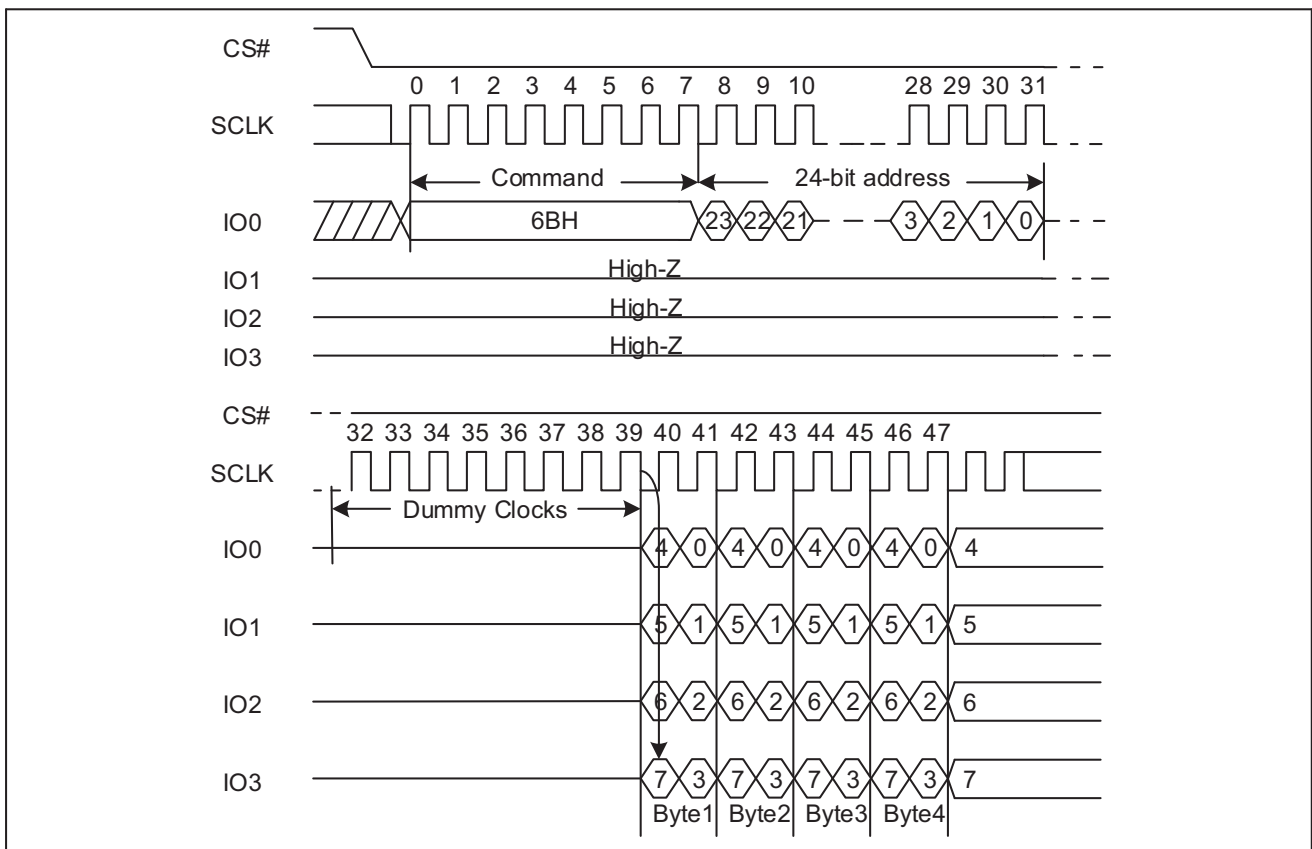 CS#
0 1 2 3 4 5 6 7 8 9 10 28 29 30 31
SCLK
Command 24-bit address
IO0 6BH 23 22 21 3 2 1 0
IO1 High-Z
IO2 High-Z
IO3 High-Z
CS#
32 33 34 35 36 37 38 39 40 41 42 43 44 45 46 47
SCLK
Dummy Clocks
IO0 4 0 4 0 4 0 4 0 4
IO1 5 1 5 1 5 1 5 1 5
IO2 6 2 6 2 6 2 6 2 6
IO3 7 3 7 3 7 3 7 3 7
Byte1 Byte2 Byte3 Byte4